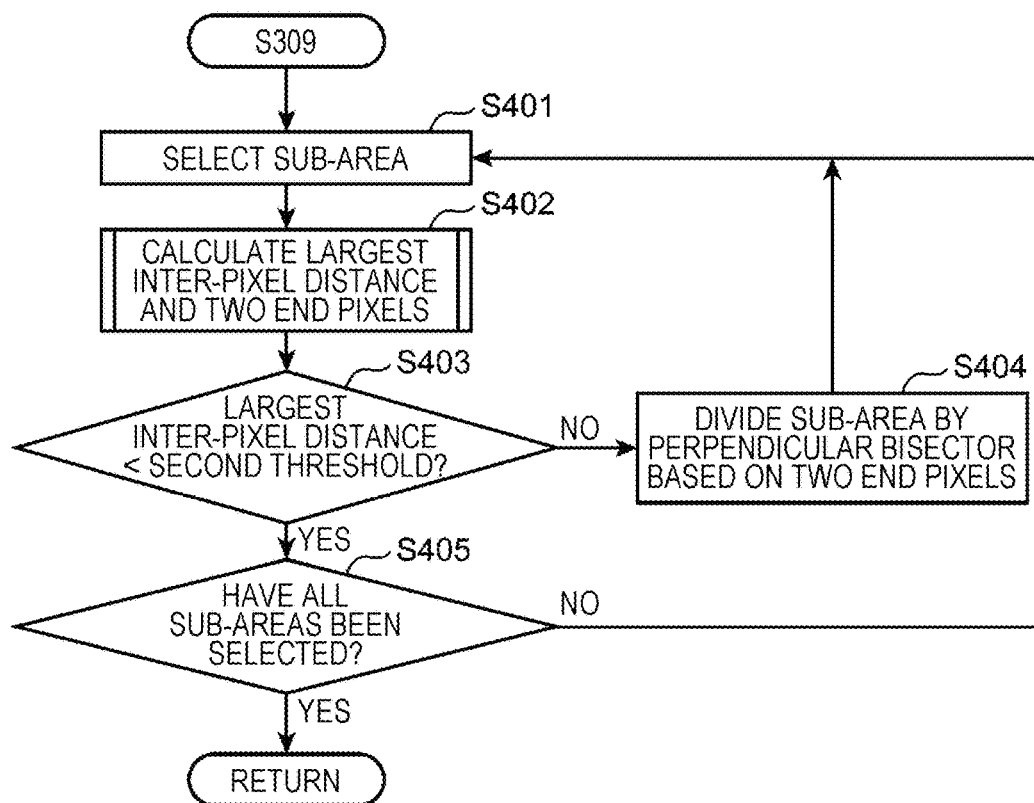 S309
S401
SELECT SUB-AREA
S402
CALCULATE LARGEST
INTER-PIXEL DISTANCE
AND TWO END PIXELS
S403
LARGEST
INTER-PIXEL DISTANCE
< SECOND THRESHOLD?
NO
S404
DIVIDE SUB-AREA BY
PERPENDICULAR BISECTOR
BASED ON TWO END PIXELS
YES
S405
HAVE ALL
SUB-AREAS BEEN
SELECTED?
NO
YES
RETURN